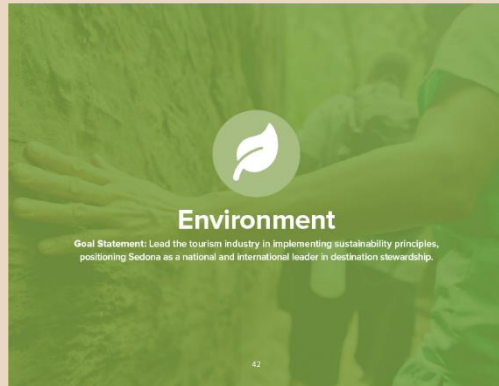 Environment
Goal Statement: Lead the tourism industry in implementing sustainability principles,
positioning Sedona as a national and international leader in destination stewardship.
42